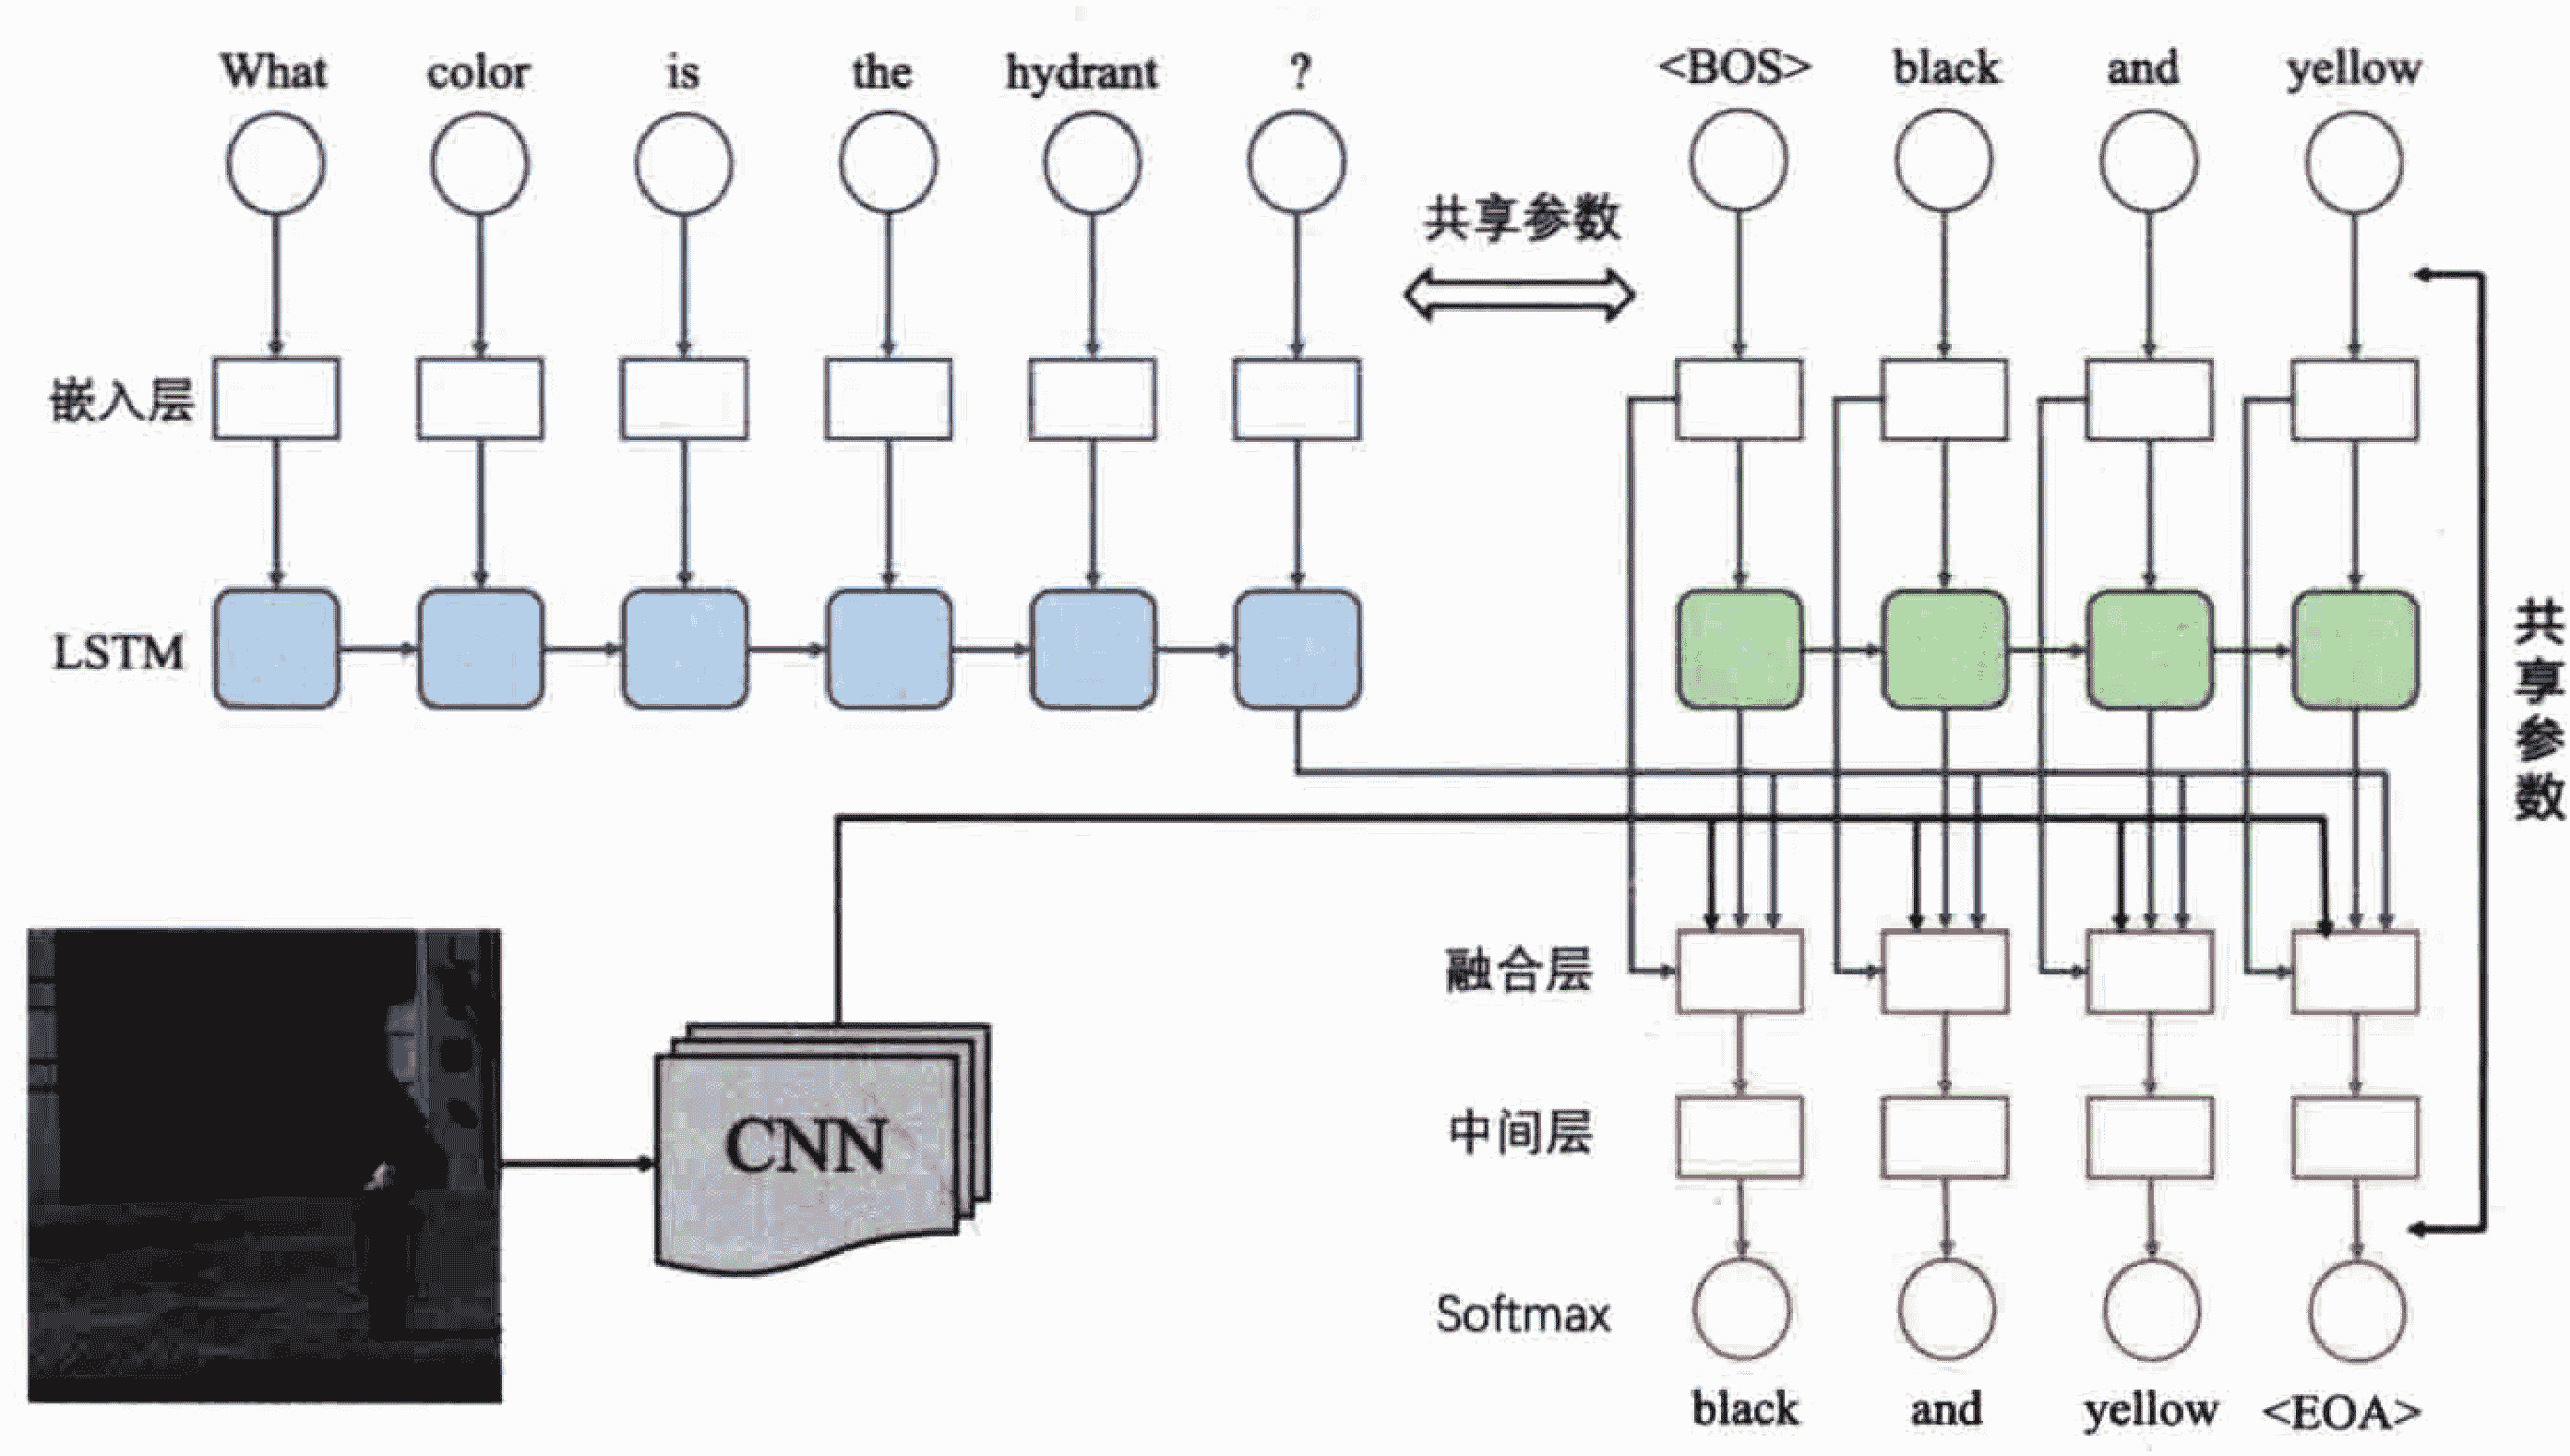 What color is the hydrant ?
<BOS> black and yellow
共享参数
嵌入层
LSTM
共享参数
融合层
CNN
中间层
Softmax
black and yellow <EOA>